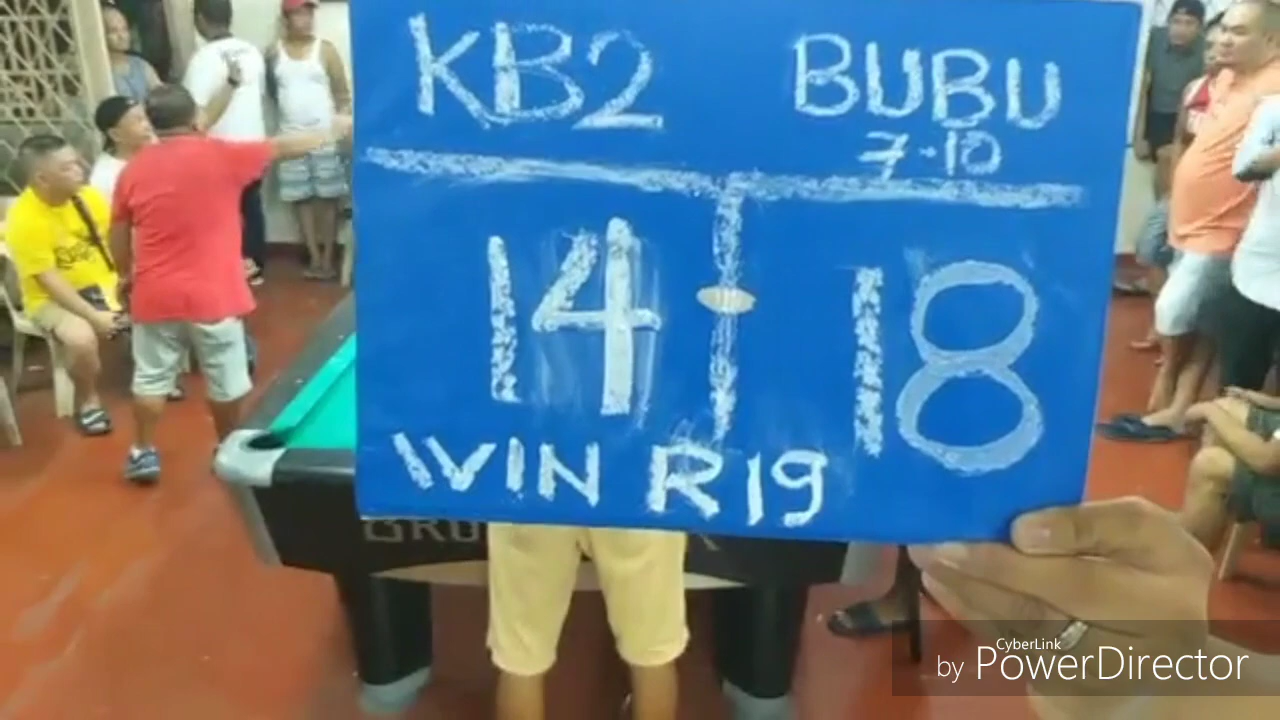 KB2 BUBU
7-10
14 18
WIN R19
CyberLink
by PowerDirector